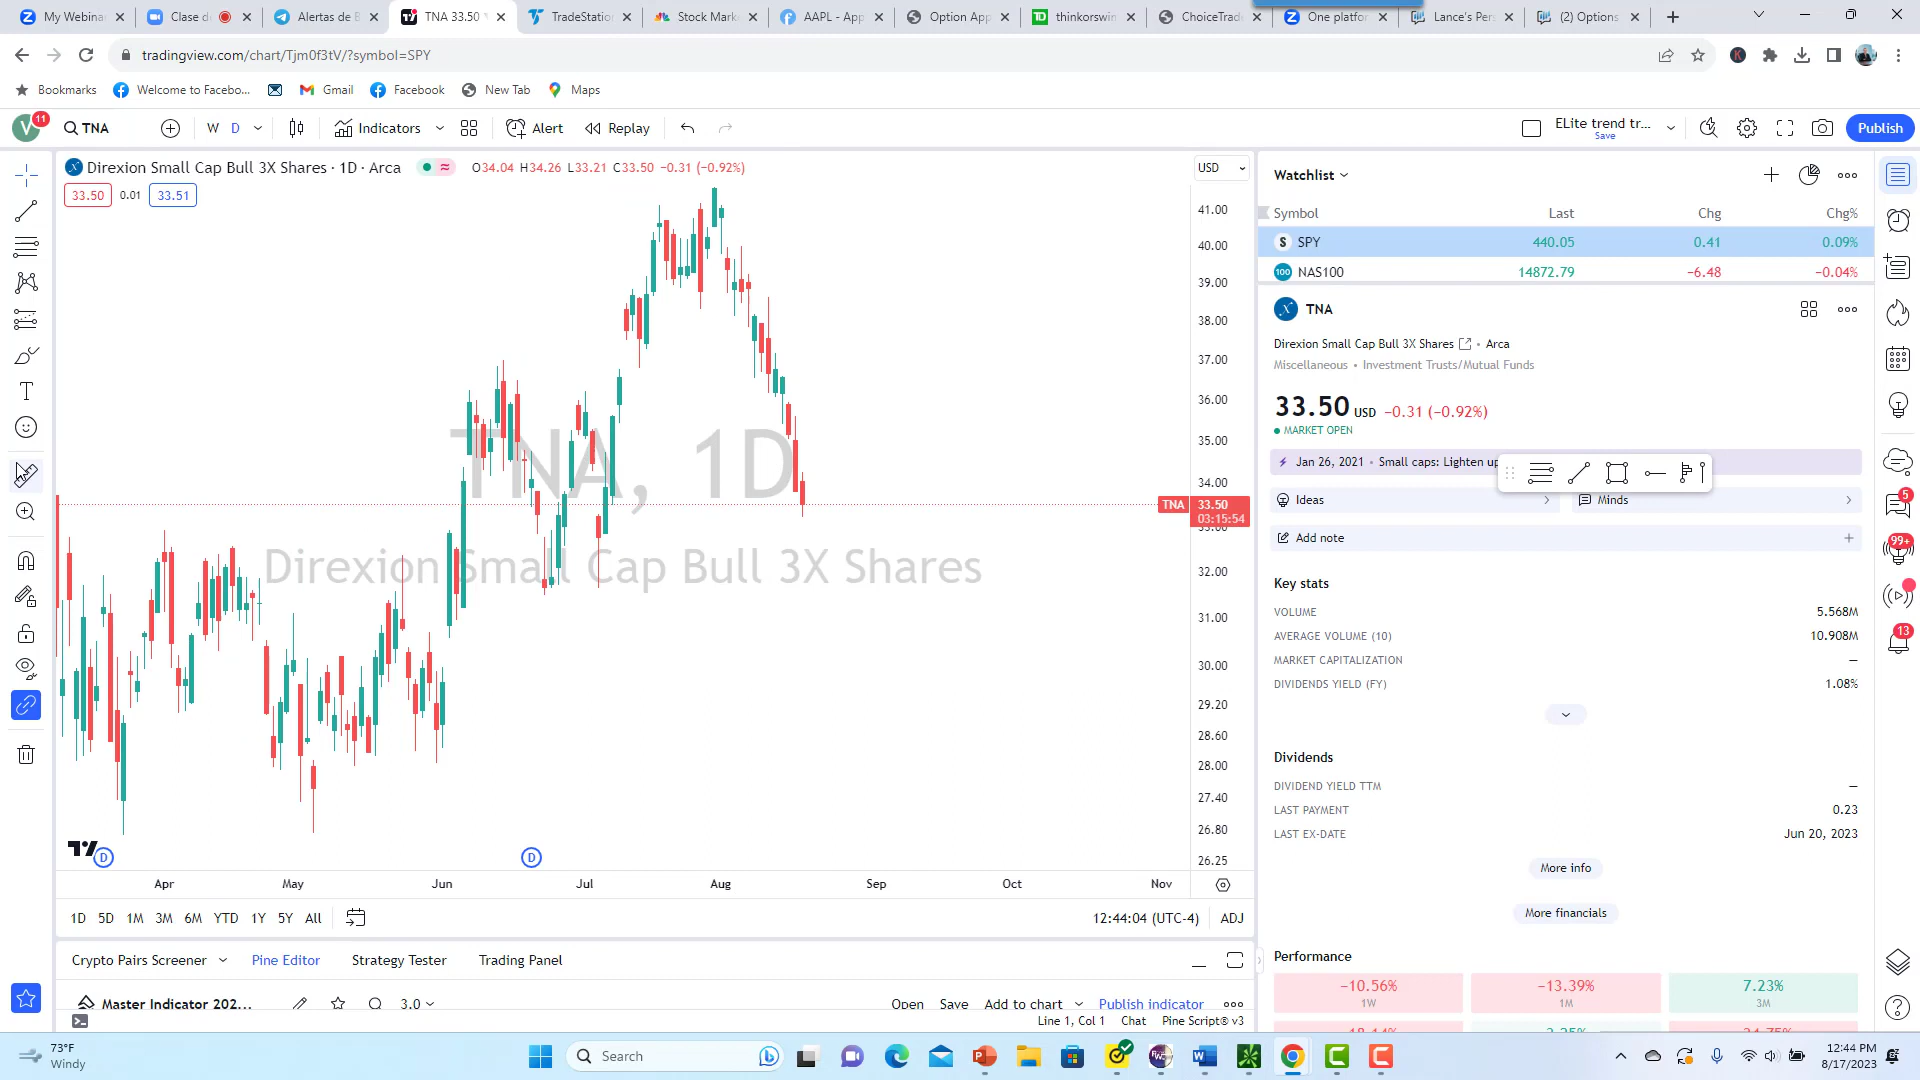 My Webinar
Clase d
Alertas de B
TNA 33.50
TradeStation
Stock Mark
AAPL - App
Option App
thinkorswim
ChoiceTrad
One platfor
Lance's Pers
(2) Options
tradingview.com/chart/Tjm0f3tV/?symbol=SPY
Bookmarks
Welcome to Facebo...
Gmail
Facebook
New Tab
Maps
V
11
TNA
W
D
Indicators
Alert
Replay
ELite trend tr...
Save
Publish
Direxion Small Cap Bull 3X Shares · 1D · Arca
O34.04 H34.26 L33.21 C33.50 −0.31 (−0.92%)
USD
33.50
0.01
33.51
41.00
40.00
39.00
38.00
37.00
36.00
35.00
34.00
TNA
33.50
03:15:54
33.00
32.00
31.00
30.00
29.20
28.60
28.00
27.40
26.80
26.25
TNA, 1D
Direxion Small Cap Bull 3X Shares
D
D
Apr
May
Jun
Jul
Aug
Sep
Oct
Nov
1D
5D
1M
3M
6M
YTD
1Y
5Y
All
12:44:04 (UTC-4)
ADJ
Crypto Pairs Screener
Pine Editor
Strategy Tester
Trading Panel
Master Indicator 202...
3.0
Open
Save
Add to chart
Publish indicator
Line 1, Col 1
Chat
Pine Script® v3
Watchlist
Symbol
Last
Chg
Chg%
S
SPY
440.05
0.41
0.09%
100
NAS100
14872.79
−6.48
−0.04%
TNA
Direxion Small Cap Bull 3X Shares
• Arca
Miscellaneous • Investment Trusts/Mutual Funds
33.50 USD −0.31 (−0.92%)
MARKET OPEN
Jan 26, 2021 • Small caps: Lighten up
Ideas
Minds
Add note
Key stats
VOLUME
5.568M
AVERAGE VOLUME (10)
10.908M
MARKET CAPITALIZATION
—
DIVIDENDS YIELD (FY)
1.08%
Dividends
DIVIDEND YIELD TTM
—
LAST PAYMENT
0.23
LAST EX-DATE
Jun 20, 2023
More info
More financials
Performance
−10.56%
1W
−13.39%
1M
7.23%
3M
5
99+
13
73°F
Windy
Search
12:44 PM
8/17/2023